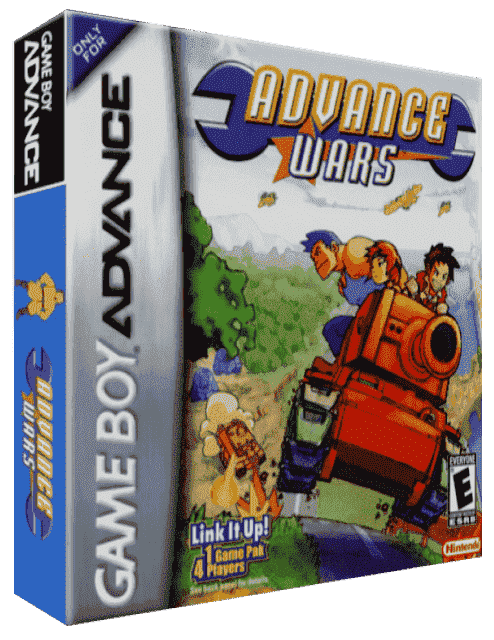 GAME BOY
ADVANCE
ADVANCE
WARS
ONLY
FOR
GAME BOY ADVANCE
ADVANCE
WARS
Link It Up!
1 Game Pak
4 Players
EVERYONE
E
ESRB
Nintendo